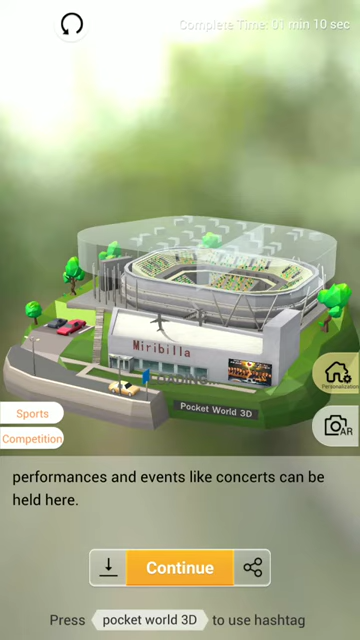 Complete Time: 01 min 10 sec
Miribilla
Pocket World 3D
Personalization
AR
Sports
Competition
performances and events like concerts can be
held here.
Continue
Press pocket world 3D to use hashtag